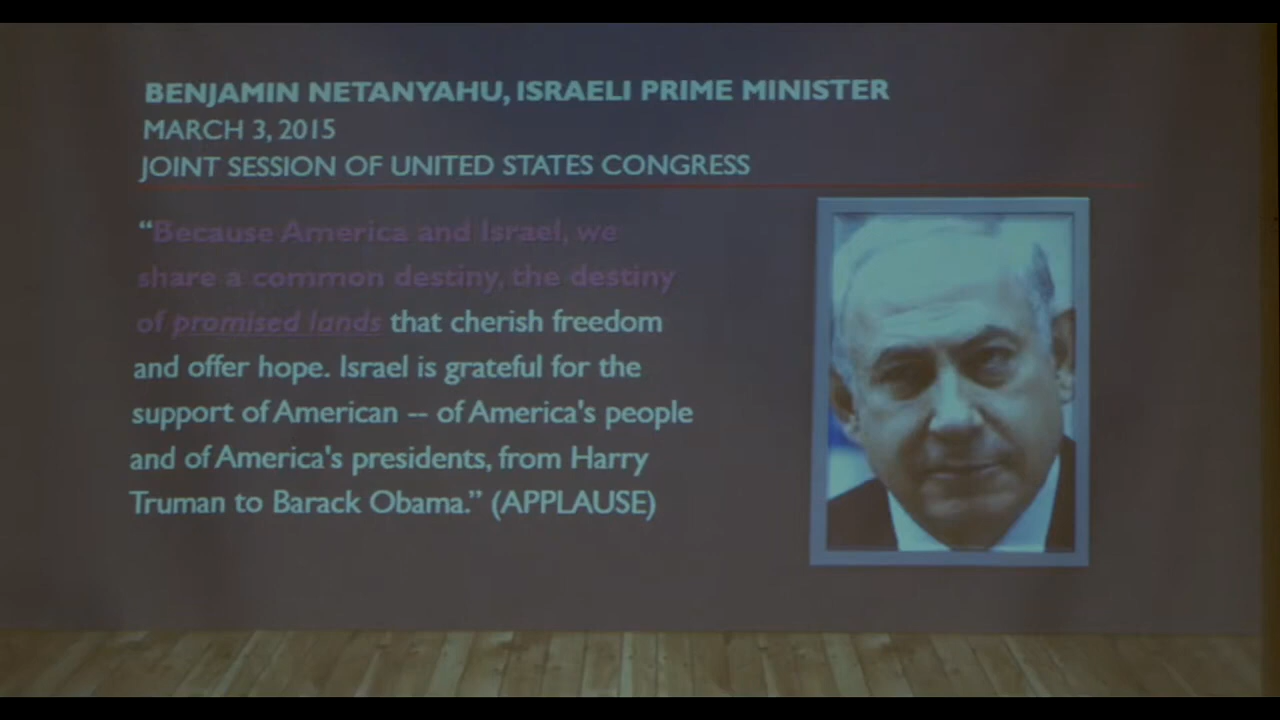 BENJAMIN NETANYAHU, ISRAELI PRIME MINISTER
MARCH 3, 2015
JOINT SESSION OF UNITED STATES CONGRESS
“Because America and Israel, we
share a common destiny, the destiny
of promised lands that cherish freedom
and offer hope. Israel is grateful for the
support of American -- of America's people
and of America's presidents, from Harry
Truman to Barack Obama.” (APPLAUSE)